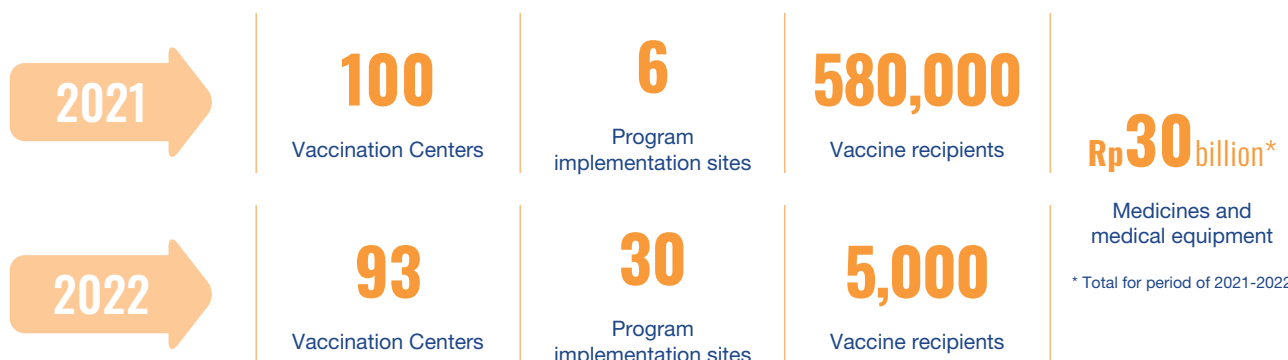 2021
100
Vaccination Centers
6
Program
implementation sites
580,000
Vaccine recipients
2022
93
Vaccination Centers
30
Program
implementation sites
5,000
Vaccine recipients
Rp30billion*
Medicines and
medical equipment
* Total for period of 2021-2022